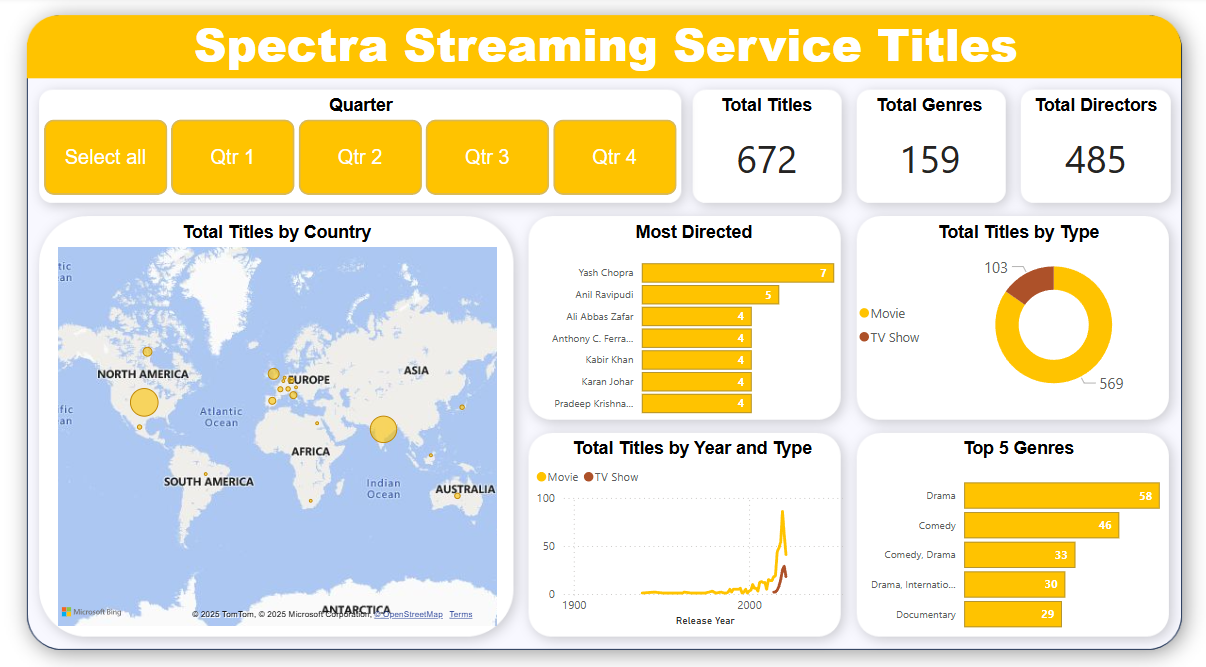 Spectra Streaming Service Titles
Quarter
Select all
Qtr 1
Qtr 2
Qtr 3
Qtr 4
Total Titles
672
Total Genres
159
Total Directors
485
Total Titles by Country
tic
an
NORTH AMERICA
EUROPE
ASIA
fic
an
Atlantic
Ocean
AFRICA
SOUTH AMERICA
Indian
Ocean
AUSTRALIA
ANTARCTICA
Microsoft Bing
© 2025 TomTom, © 2025 Microsoft Corporation, © OpenStreetMap Terms
Most Directed
Yash Chopra 7
Anil Ravipudi 5
Ali Abbas Zafar 4
Anthony C. Ferra... 4
Kabir Khan 4
Karan Johar 4
Pradeep Krishna... 4
Total Titles by Type
103
Movie
TV Show
569
Total Titles by Year and Type
Movie TV Show
100
50
0
1900 2000
Release Year
Top 5 Genres
Drama 58
Comedy 46
Comedy, Drama 33
Drama, Internatio... 30
Documentary 29